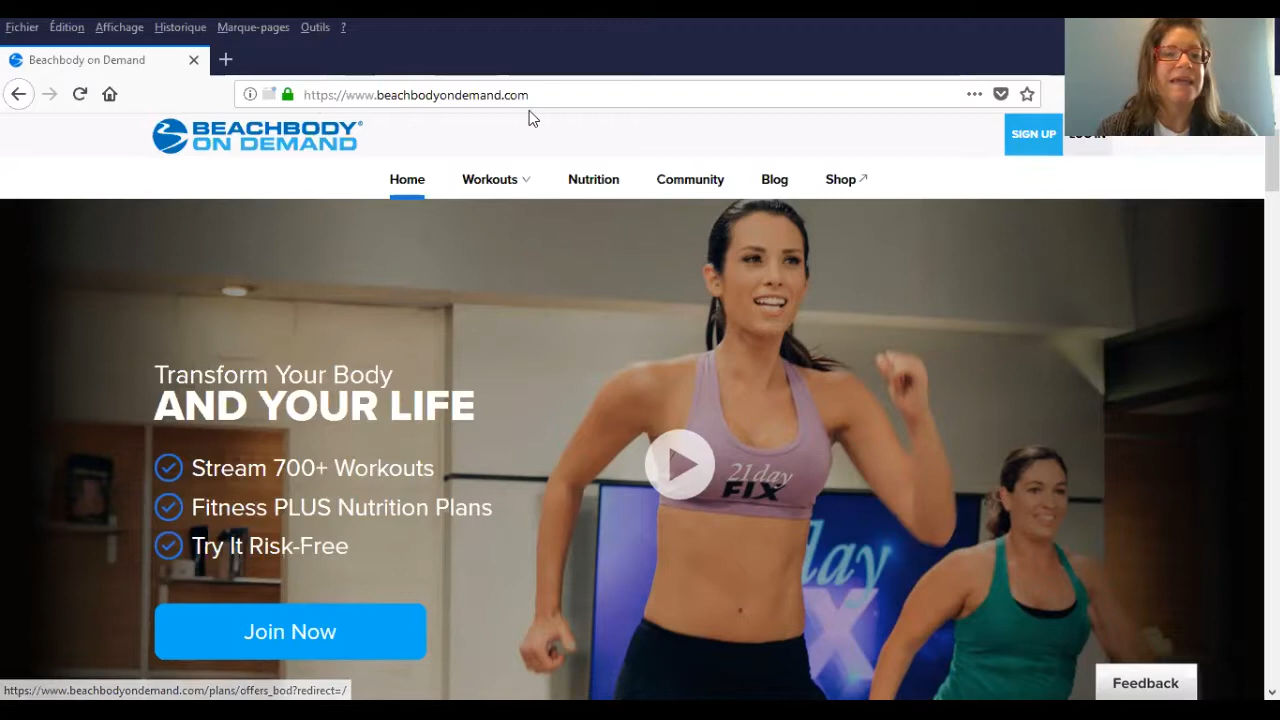 Fichier Édition Affichage Historique Marque-pages Outils ?
Beachbody on Demand
https://www.beachbodyondemand.com
BEACHBODY®
ON DEMAND
SIGN UP
Home Workouts Nutrition Community Blog Shop
Transform Your Body
AND YOUR LIFE
Stream 700+ Workouts
Fitness PLUS Nutrition Plans
Try It Risk-Free
21day
FIX
day
Join Now
Feedback
https://www.beachbodyondemand.com/plans/offers_bod?redirect=/